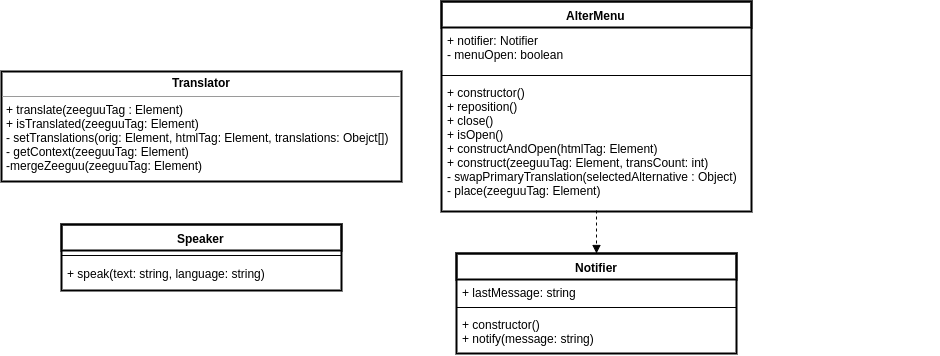 AlterMenu
+ notifier: Notifier
- menuOpen: boolean
+ constructor()
+ reposition()
+ close()
+ isOpen()
+ constructAndOpen(htmlTag: Element)
+ construct(zeeguuTag: Element, transCount: int)
- swapPrimaryTranslation(selectedAlternative : Object)
- place(zeeguuTag: Element)
Translator
+ translate(zeeguuTag : Element)
+ isTranslated(zeeguuTag: Element)
- setTranslations(orig: Element, htmlTag: Element, translations: Obejct[])
- getContext(zeeguuTag: Element)
-mergeZeeguu(zeeguuTag: Element)
Speaker
+ speak(text: string, language: string)
Notifier
+ lastMessage: string
+ constructor()
+ notify(message: string)